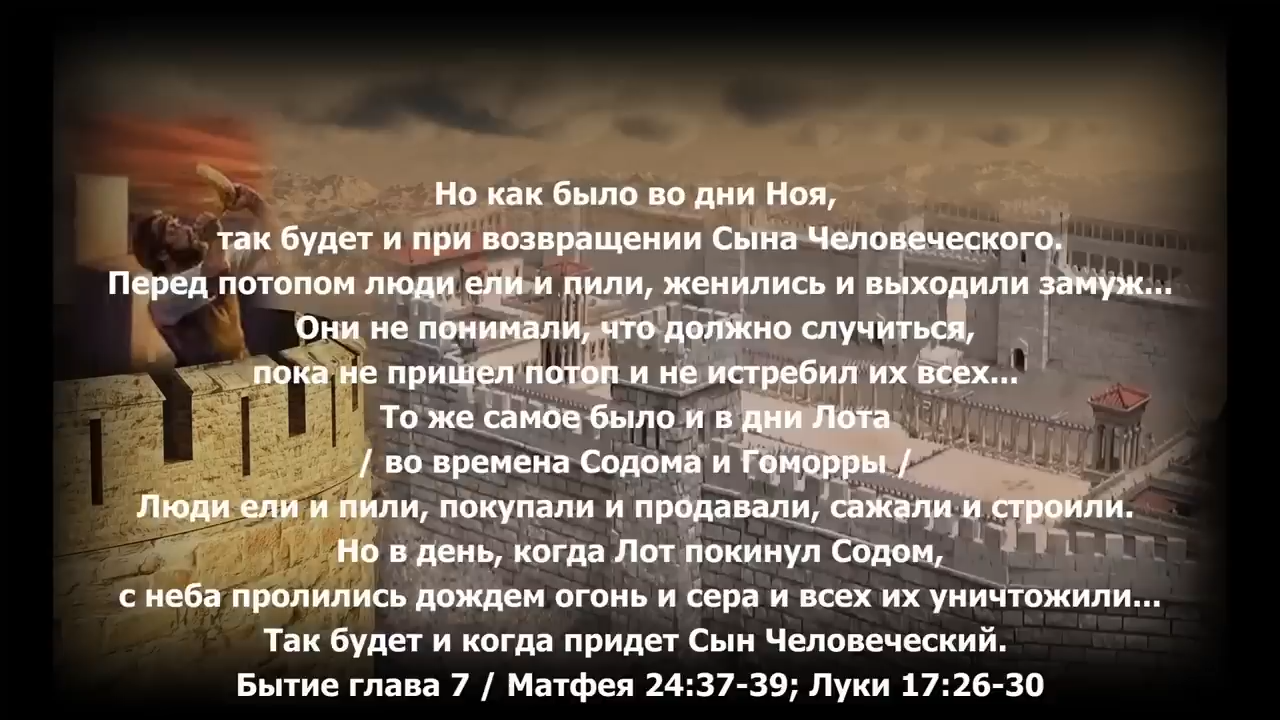 Но как было во дни Ноя,
так будет и при возвращении Сына Человеческого.
Перед потопом люди ели и пили, женились и выходили замуж...
Они не понимали, что должно случиться,
пока не пришел потоп и не истребил их всех...
То же самое было и в дни Лота
/ во времена Содома и Гоморры /
Люди ели и пили, покупали и продавали, сажали и строили.
Но в день, когда Лот покинул Содом,
с неба пролились дождем огонь и сера и всех их уничтожили...
Так будет и когда придет Сын Человеческий.
Бытие глава 7 / Матфея 24:37-39; Луки 17:26-30